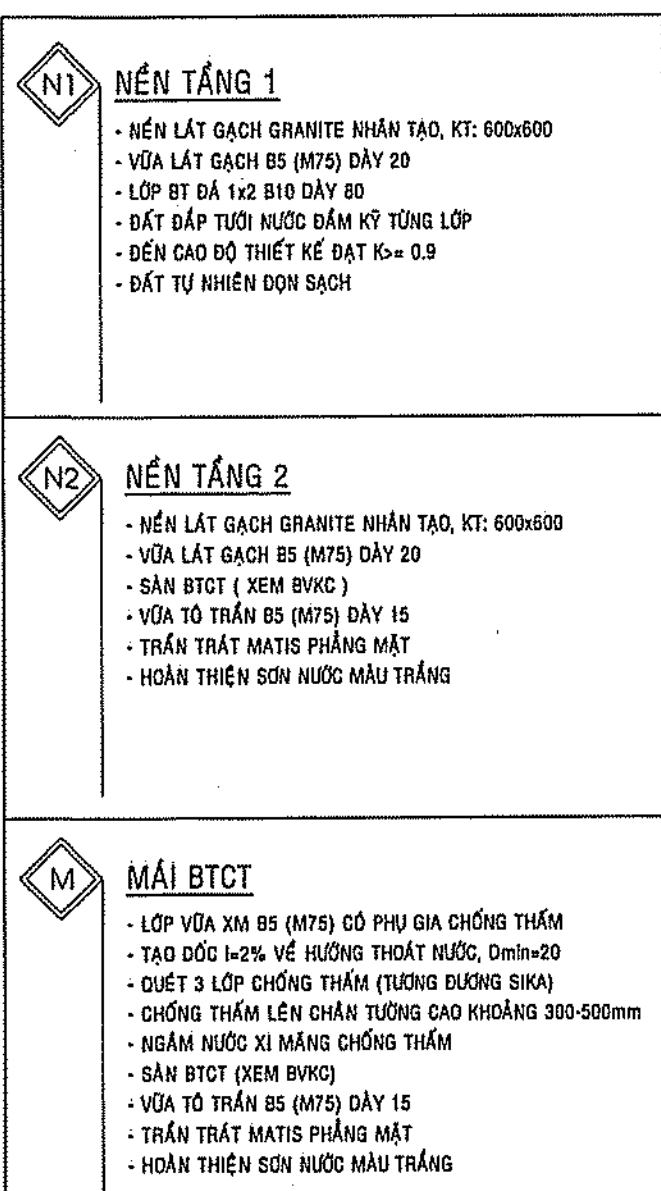 N1
NỀN TẦNG 1
- NỀN LÁT GẠCH GRANITE NHÂN TẠO, KT: 600x600
- VỮA LÁT GẠCH B5 (M75) DÀY 20
- LỚP BT ĐÁ 1x2 B10 DÀY 80
- ĐẤT ĐẮP TƯỚI NƯỚC ĐẦM KỸ TỪNG LỚP
- ĐẾN CAO ĐỘ THIẾT KẾ ĐẠT K>= 0.9
- ĐẤT TỰ NHIÊN DỌN SẠCH
N2
NỀN TẦNG 2
- NỀN LÁT GẠCH GRANITE NHÂN TẠO, KT: 600x600
- VỮA LÁT GẠCH B5 (M75) DÀY 20
- SÀN BTCT ( XEM BVKC )
- VỮA TÔ TRẦN B5 (M75) DÀY 15
- TRẦN TRÁT MATIS PHẲNG MẶT
- HOÀN THIỆN SƠN NƯỚC MÀU TRẮNG
M
MÁI BTCT
- LỚP VỮA XM B5 (M75) CÓ PHỤ GIA CHỐNG THẤM
- TẠO DỐC I=2% VỀ HƯỚNG THOÁT NƯỚC, Dmin=20
- QUÉT 3 LỚP CHỐNG THẤM (TƯƠNG ĐƯƠNG SIKA)
- CHỐNG THẤM LÊN CHÂN TƯỜNG CAO KHOẢNG 300-500mm
- NGÂM NƯỚC XI MĂNG CHỐNG THẤM
- SÀN BTCT (XEM BVKC)
- VỮA TÔ TRẦN B5 (M75) DÀY 15
- TRẦN TRÁT MATIS PHẲNG MẶT
- HOÀN THIỆN SƠN NƯỚC MÀU TRẮNG